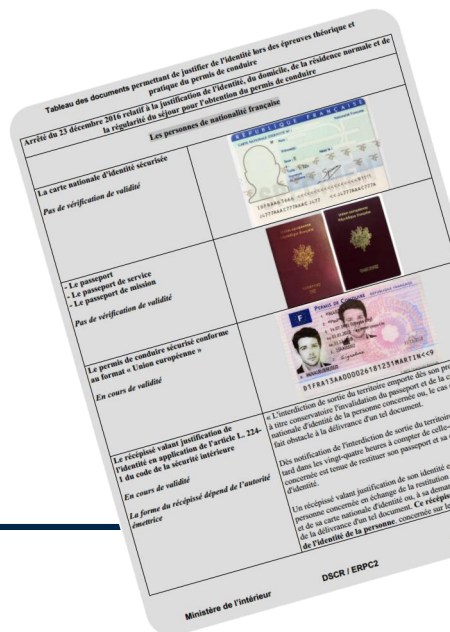 Tableau des documents permettant de justifier de l'identité lors des épreuves théorique et
pratique du permis de conduire
Arrêté du 23 décembre 2016 relatif à la justification de l'identité, du domicile, de la résidence normale et de
la régularité du séjour pour l'obtention du permis de conduire
Les personnes de nationalité française
La carte nationale d'identité sécurisée
Pas de vérification de validité
RÉPUBLIQUE FRANÇAISE
- Le passeport
- Le passeport de service
- Le passeport de mission
Pas de vérification de validité
Le permis de conduire sécurisé conforme
au format « Union européenne »
En cours de validité
F
PERMIS DE CONDUIRE RÉPUBLIQUE FRANÇAISE
D1FRA13AA000026181231MARTIN<<9
Le récépissé valant justification de
l'identité en application de l'article L. 224-
1 du code de la sécurité intérieure
En cours de validité
La forme du récépissé dépend de l'autorité
émettrice
« L'interdiction de sortie du territoire emporte dès son pro
à titre conservatoire l'invalidation du passeport et de la c
nationale d'identité de la personne concernée ou, le cas
fait obstacle à la délivrance d'un tel document.
Dès notification de l'interdiction de sortie du territoire
tard dans les vingt-quatre heures à compter de celle-
concernée est tenue de restituer son passeport et sa
d'identité.
Un récépissé valant justification de son identité e
personne concernée en échange de la restitution
et de sa carte nationale d'identité ou, à sa dema
de la délivrance d'un tel document. Ce récépis
de l'identité de la personne concernée sur le
Ministère de l'intérieur
DSCR / ERPC2